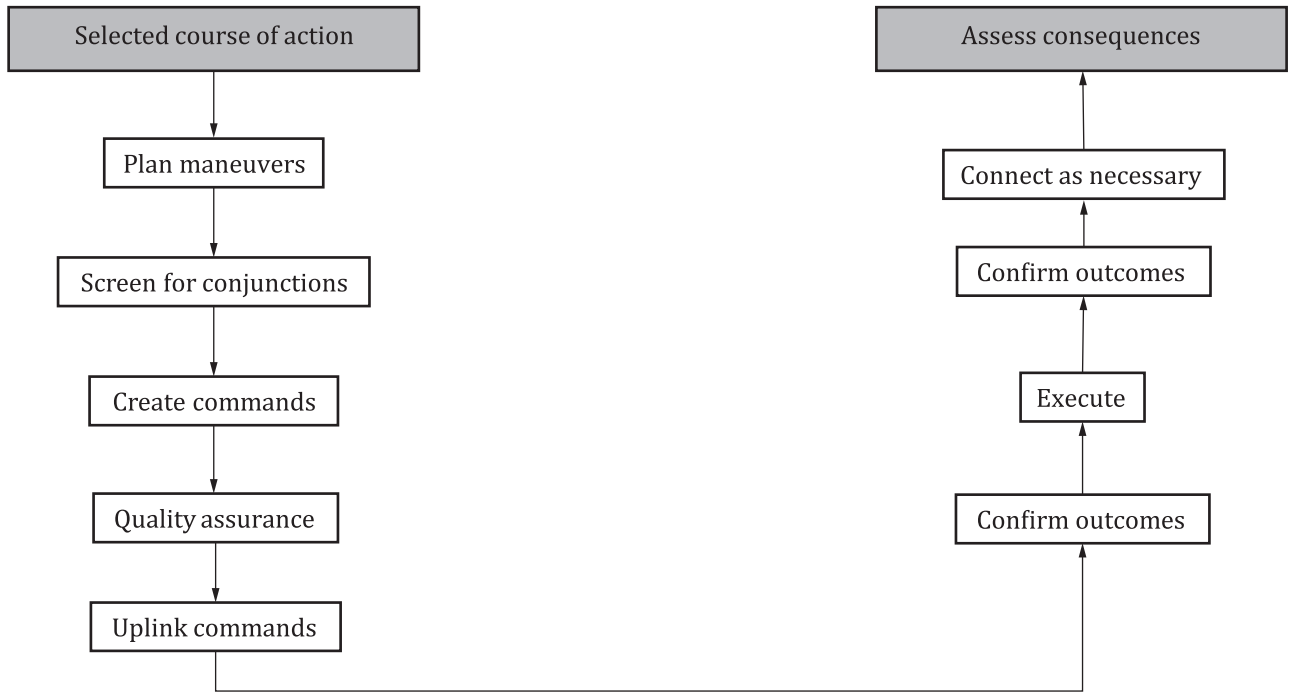 Selected course of action
Plan maneuvers
Screen for conjunctions
Create commands
Quality assurance
Uplink commands
Assess consequences
Connect as necessary
Confirm outcomes
Execute
Confirm outcomes